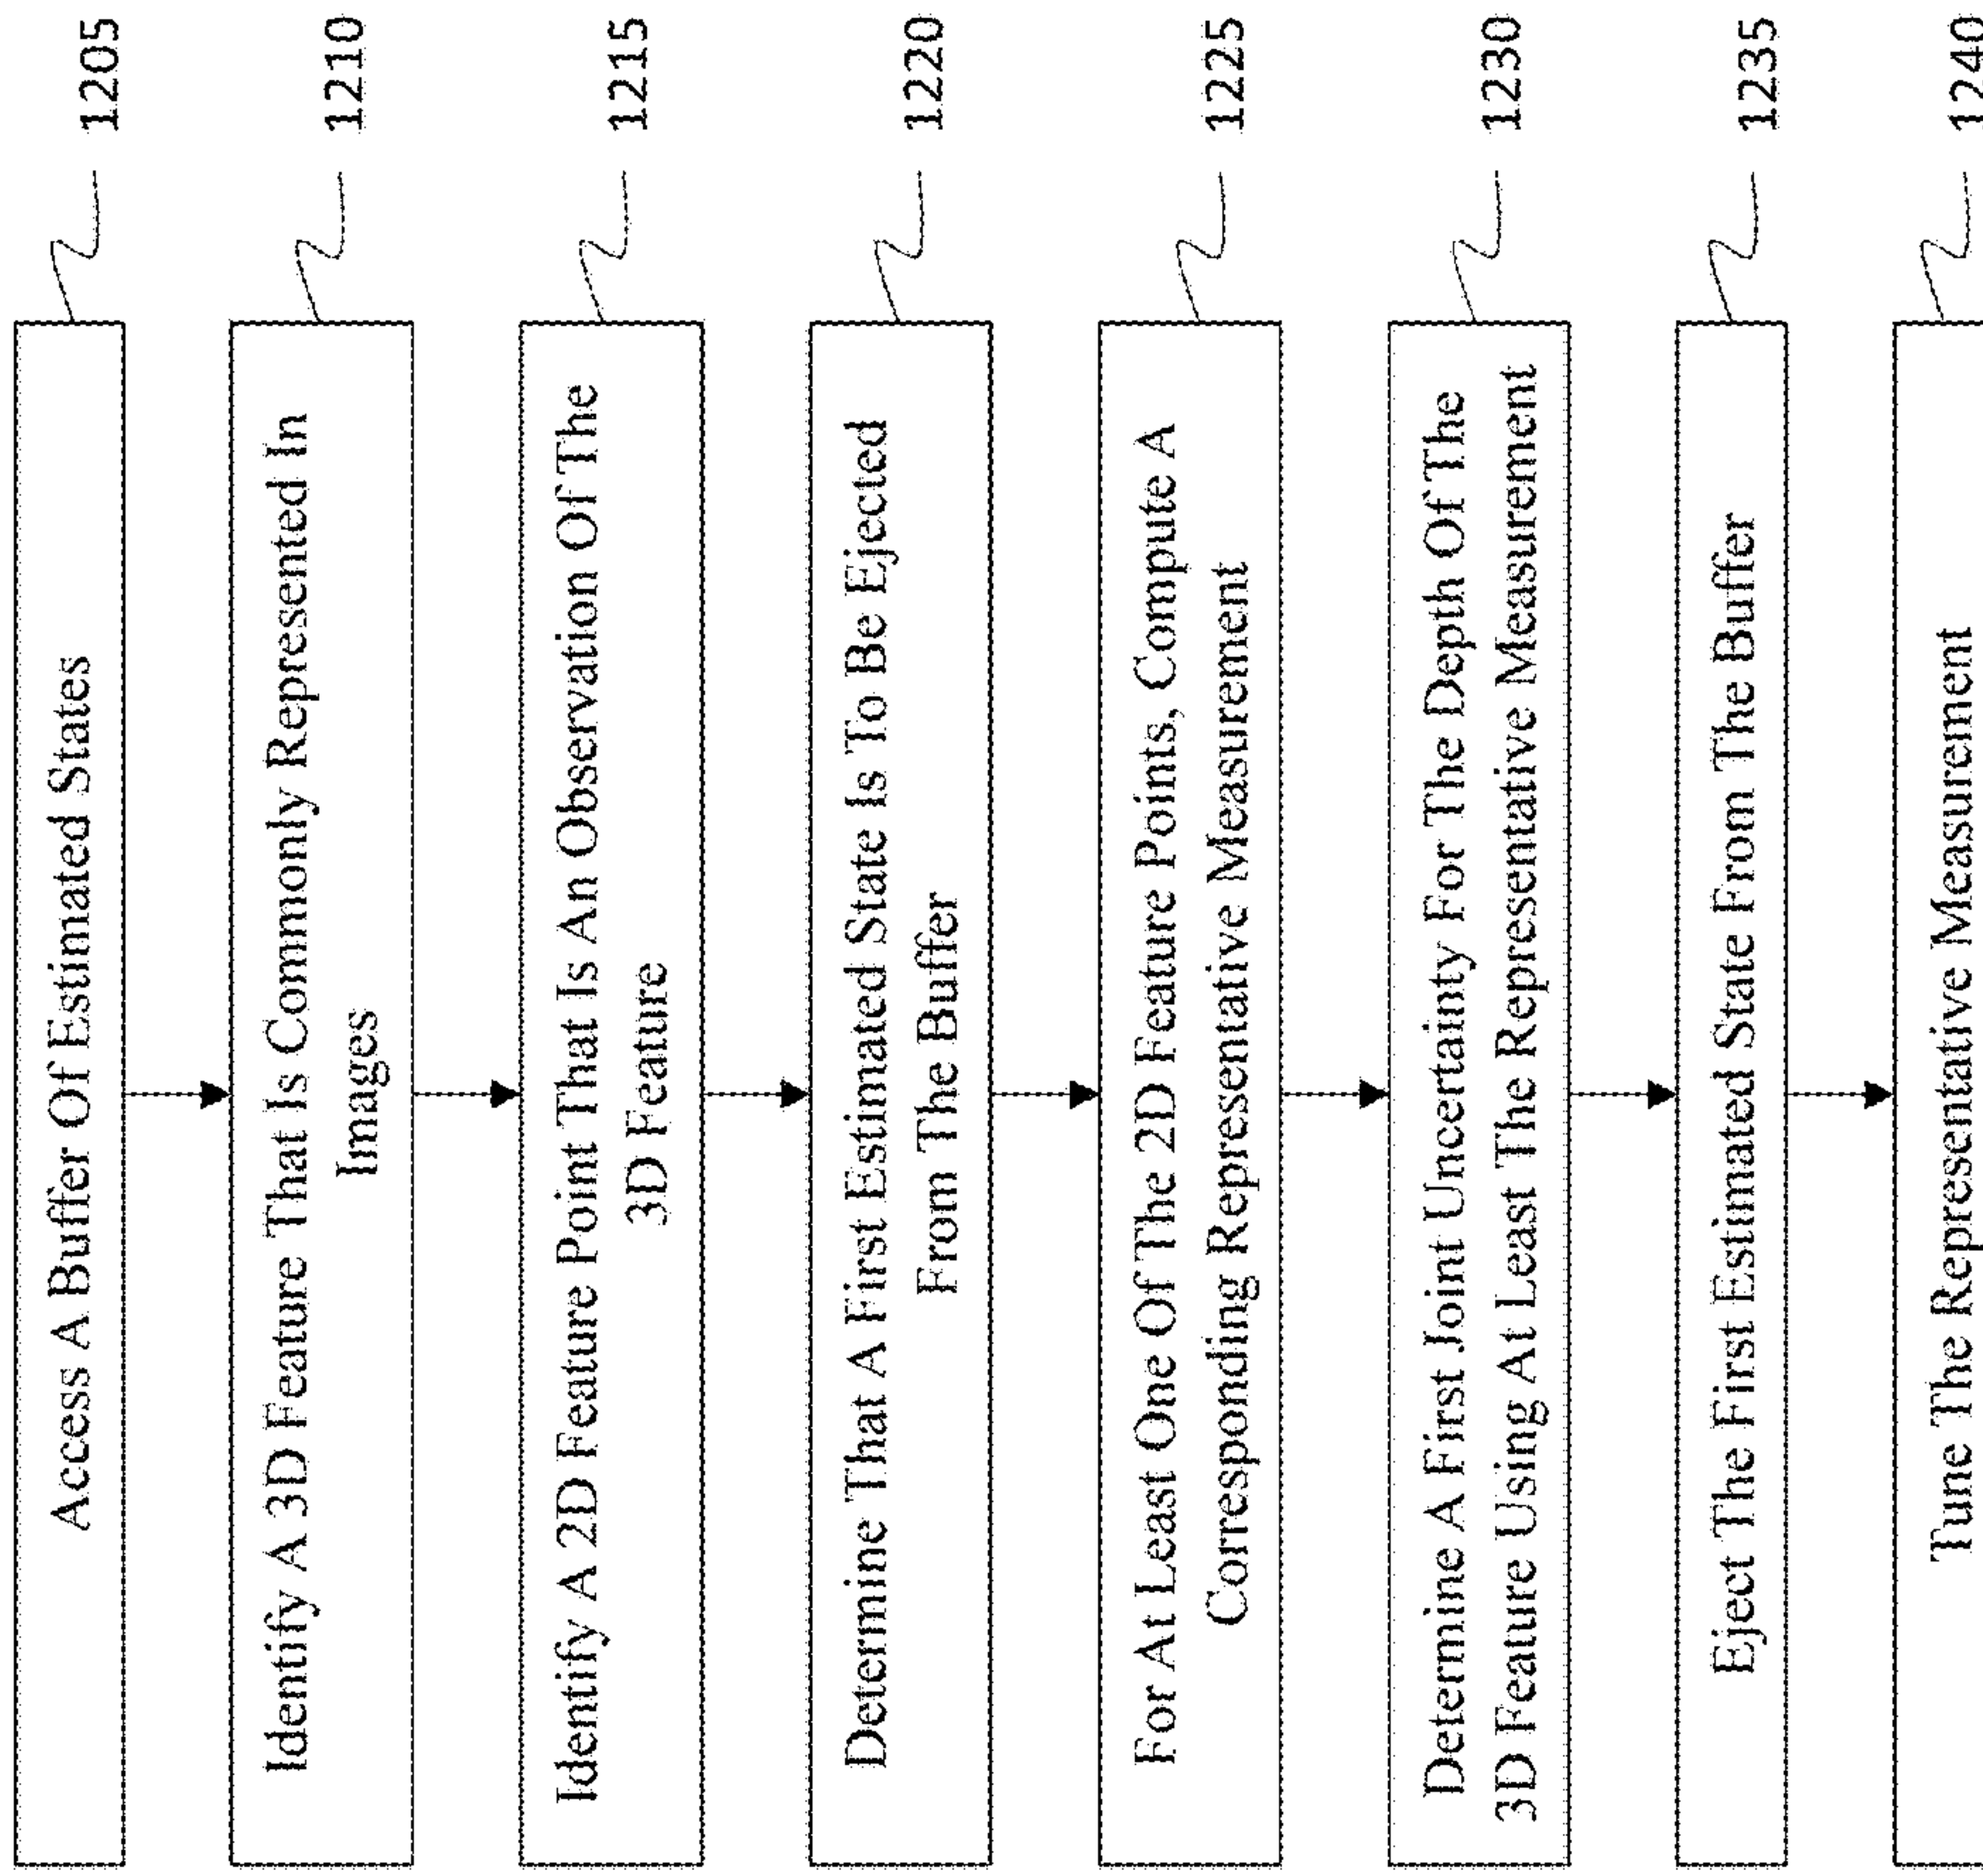 Access A Buffer Of Estimated States
1205
Identify A 3D Feature That Is Commonly Represented In
Images
1210
Identify A 2D Feature Point That Is An Observation Of The
3D Feature
1215
Determine That A First Estimated State Is To Be Ejected
From The Buffer
1220
For At Least One Of The 2D Feature Points, Compute A
Corresponding Representative Measurement
1225
Determine A First Joint Uncertainty For The Depth Of The
3D Feature Using At Least The Representative Measurement
1230
Eject The First Estimated State From The Buffer
1235
Tune The Representative Measurement
1240